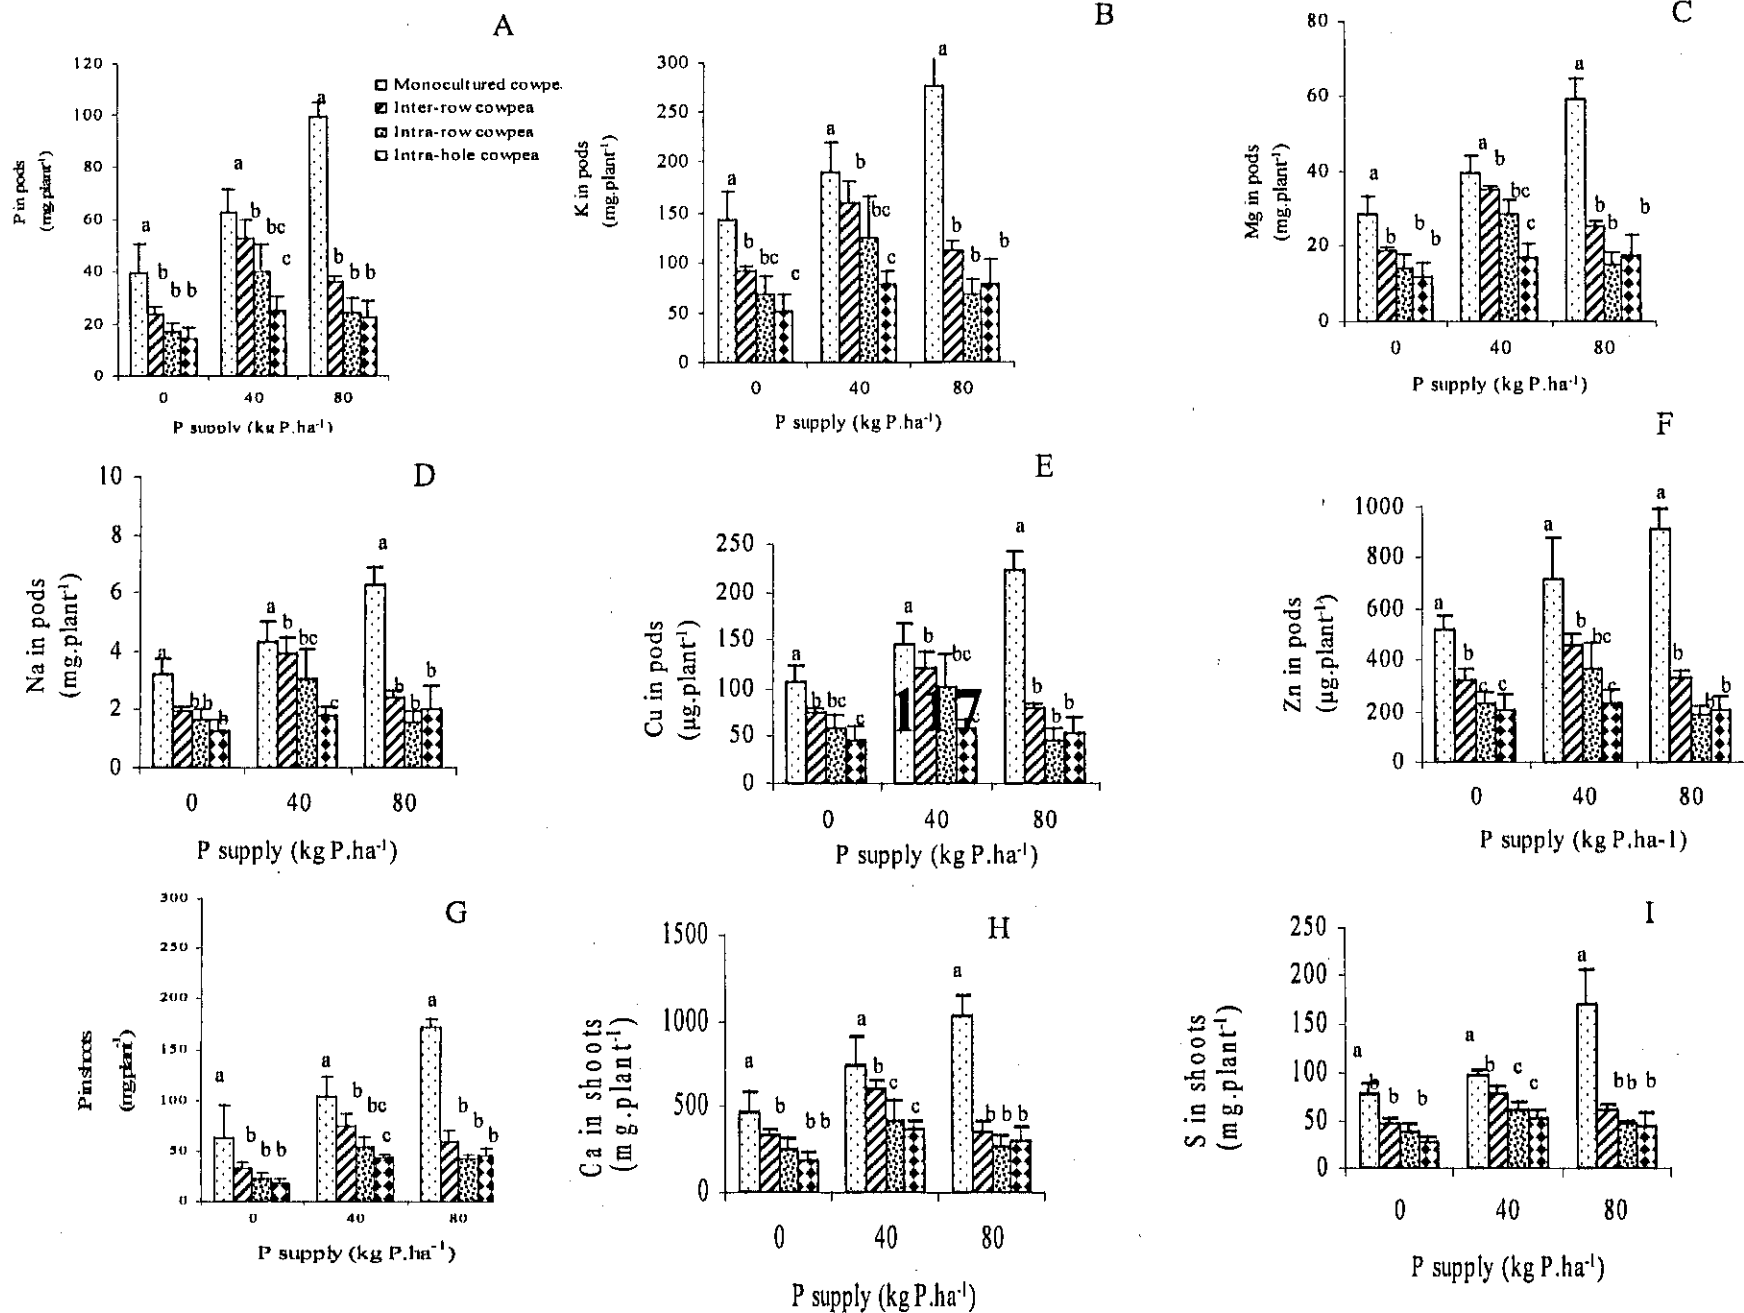 A
P in pods
(mg.plant⁻¹)
120
100
80
60
40
20
0
a
b
b b
a
b
bc
c
a
b
b b
0 40 80
P supply (kg P.ha⁻¹)
Monocultured cowpe
Inter-row cowpea
Intra-row cowpea
Intra-hole cowpea
B
K in pods
(mg.plant⁻¹)
300
250
200
150
100
50
0
a
b
bc
c
a
b
bc
c
a
b
b
b
0 40 80
P supply (kg P.ha⁻¹)
C
Mg in pods
(mg.plant⁻¹)
80
60
40
20
0
a
b
b
b
a
b
bc
b
a
b
b
b
0 40 80
P supply (kg P.ha⁻¹)
D
Na in pods
(mg.plant⁻¹)
10
8
6
4
2
0
a
b b
b
a
b
bc
c
a
b
b
b
0 40 80
P supply (kg P.ha⁻¹)
E
Cu in pods
(µg.plant⁻¹)
250
200
150
100
50
0
a
b bc
c
a
b
bc
c
a
b
b b
117
0 40 80
P supply (kg P.ha⁻¹)
F
Zn in pods
(µg.plant⁻¹)
1000
800
600
400
200
0
a
b
c c
a
b
bc
c
a
b
b b
0 40 80
P supply (kg P.ha-1)
G
P in shoots
(mg.plant⁻¹)
300
250
200
150
100
50
0
a
b
b b
a
b
bc
c
a
b
b
b
0 40 80
P supply (kg P.ha⁻¹)
H
Ca in shoots
(mg.plant⁻¹)
1500
1000
500
0
a
b
b b
a
b
c
c
a
b b b
0 40 80
P supply (kg P.ha⁻¹)
I
S in shoots
(mg.plant⁻¹)
250
200
150
100
50
0
a
b
b b
a
b
c c
a
b b b
0 40 80
P supply (kg P.ha⁻¹)